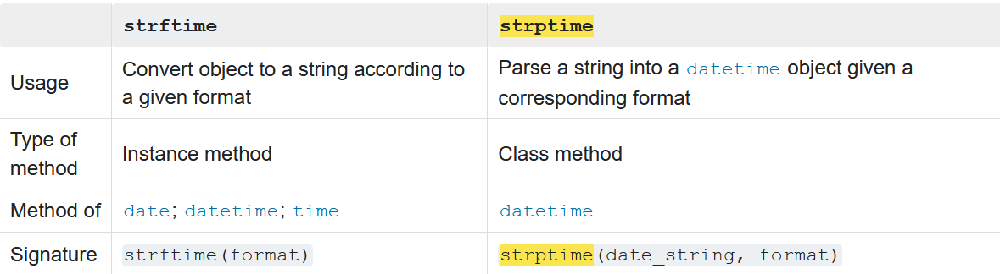 strftime strptime
Usage
Convert object to a string according to
a given format
Parse a string into a datetime object given a
corresponding format
Type of
method
Instance method
Class method
Method of
date; datetime; time
datetime
Signature
strftime(format)
strptime(date_string, format)